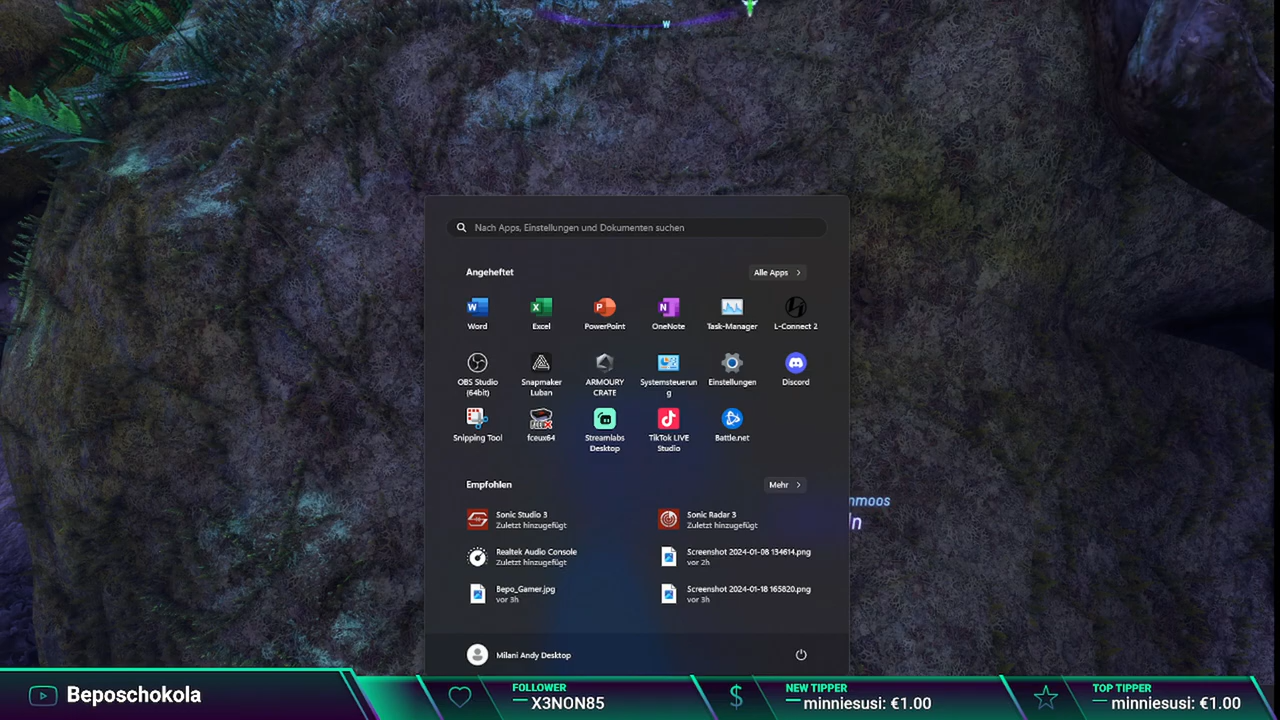 W
Nach Apps, Einstellungen und Dokumenten suchen
Angeheftet
Alle Apps
Word
Excel
PowerPoint
OneNote
Task-Manager
L-Connect 2
OBS Studio
(64bit)
Snapmaker
Luban
ARMOURY
CRATE
Systemsteuerun
g
Einstellungen
Discord
Snipping Tool
fceux64
Streamlabs
Desktop
TikTok LIVE
Studio
Battle.net
Empfohlen
Mehr
Sonic Studio 3
Zuletzt hinzugefügt
Sonic Radar 3
Zuletzt hinzugefügt
nmoos
ln
Realtek Audio Console
Zuletzt hinzugefügt
Screenshot 2024-01-08 134614.png
vor 2h
Bepo_Gamer.jpg
vor 3h
Screenshot 2024-01-18 165820.png
vor 3h
Milani Andy Desktop
Beposchokola
FOLLOWER
X3NON85
$
NEW TIPPER
minniesusi: €1.00
TOP TIPPER
minniesusi: €1.00